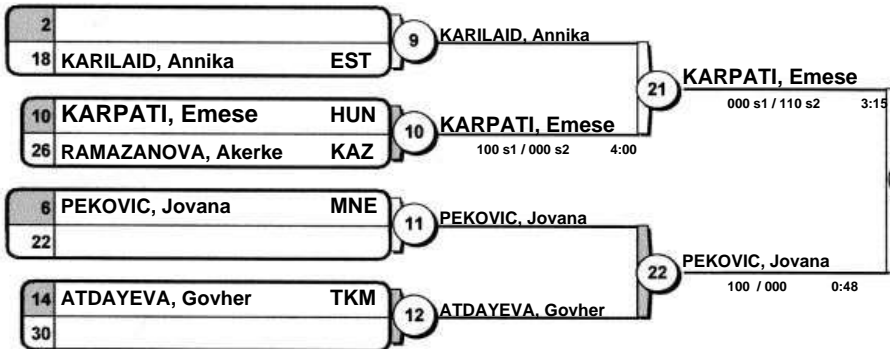 2
18 KARILAID, Annika EST
9
KARILAID, Annika
10 KARPATI, Emese HUN
26 RAMAZANOVA, Akerke KAZ
10
KARPATI, Emese
100 s1 / 000 s2 4:00
21
KARPATI, Emese
000 s1 / 110 s2 3:15
6 PEKOVIC, Jovana MNE
22
11
PEKOVIC, Jovana
14 ATDAYEVA, Govher TKM
30
12
ATDAYEVA, Govher
22
PEKOVIC, Jovana
100 / 000 0:48